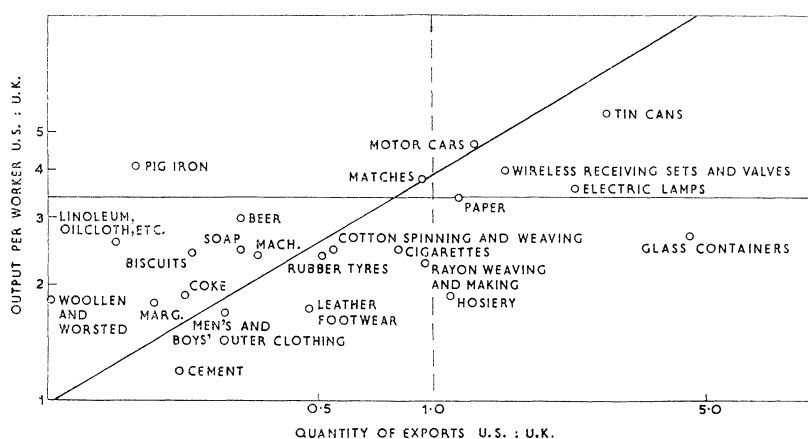 OUTPUT PER WORKER U.S. : U.K.
5
4
3
2
1
TIN CANS
MOTOR CARS
PIG IRON
MATCHES
WIRELESS RECEIVING SETS AND VALVES
ELECTRIC LAMPS
PAPER
LINOLEUM,
OILCLOTH, ETC.
BEER
SOAP
MACH.
COTTON SPINNING AND WEAVING
CIGARETTES
GLASS CONTAINERS
BISCUITS
RUBBER TYRES
RAYON WEAVING
AND MAKING
COKE
HOSIERY
WOOLLEN
AND
WORSTED
MARG.
MEN'S AND
BOYS' OUTER CLOTHING
LEATHER
FOOTWEAR
CEMENT
0·5
1·0
5·0
QUANTITY OF EXPORTS U.S. : U.K.